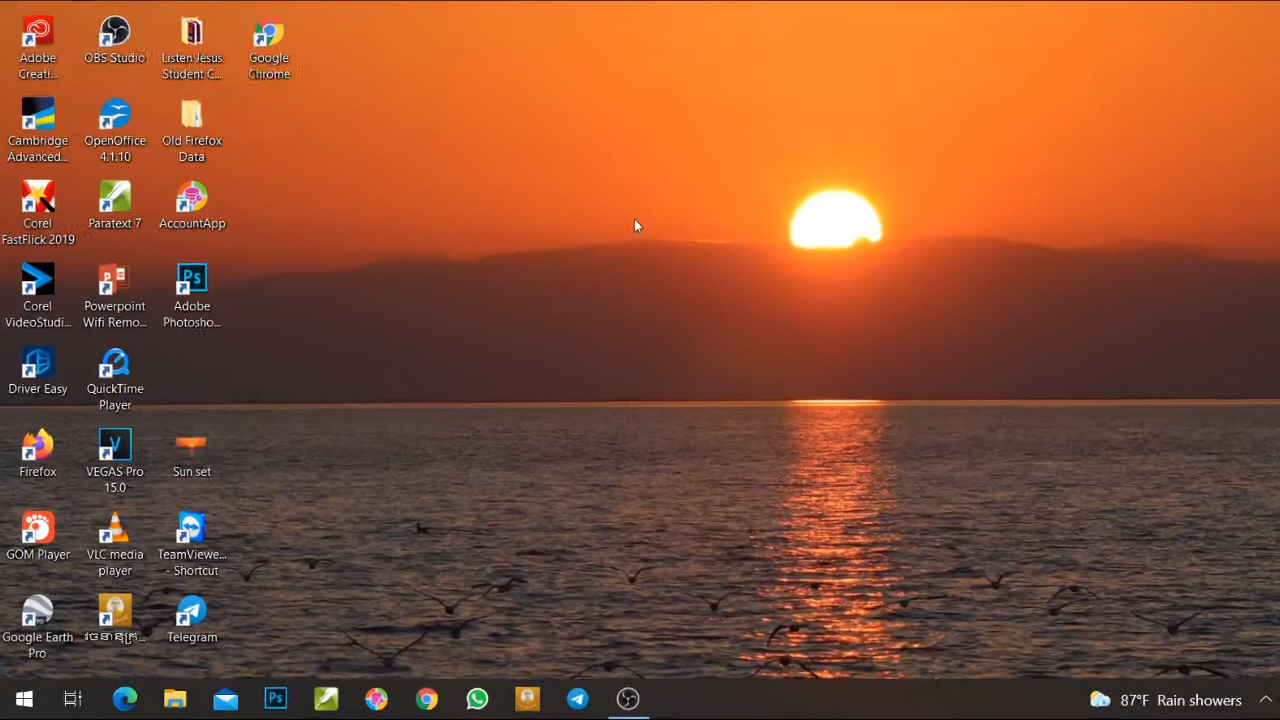 Adobe
Creati...
OBS Studio
Listen Jesus
Student C...
Google
Chrome
Cambridge
Advanced...
OpenOffice
4.1.10
Old Firefox
Data
Corel
FastFlick 2019
Paratext 7
AccountApp
Corel
VideoStudi...
Powerpoint
Wifi Remo...
Adobe
Photosho...
Driver Easy
QuickTime
Player
Firefox
VEGAS Pro
15.0
Sun set
GOM Player
VLC media
player
TeamViewe...
- Shortcut
Google Earth
Pro
Telegram
87°F Rain showers